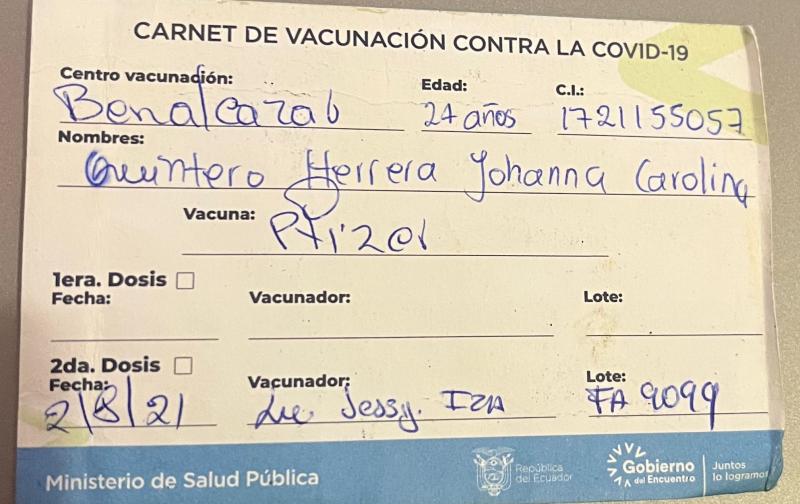 CARNET DE VACUNACIÓN CONTRA LA COVID-19
Centro vacunación: Edad: C.I.:
Benalcazab 24 años 1721155057
Nombres:
Quintero Herrera Johanna Carolina
Vacuna:
Pfizer
1era. Dosis
Fecha: Vacunador: Lote:
2da. Dosis
Fecha: Vacunador: Lote:
2/8/21 Lic. Jessy. IZA FA 9099
Ministerio de Salud Pública
República del Ecuador
Gobierno del Encuentro
Juntos lo logramos